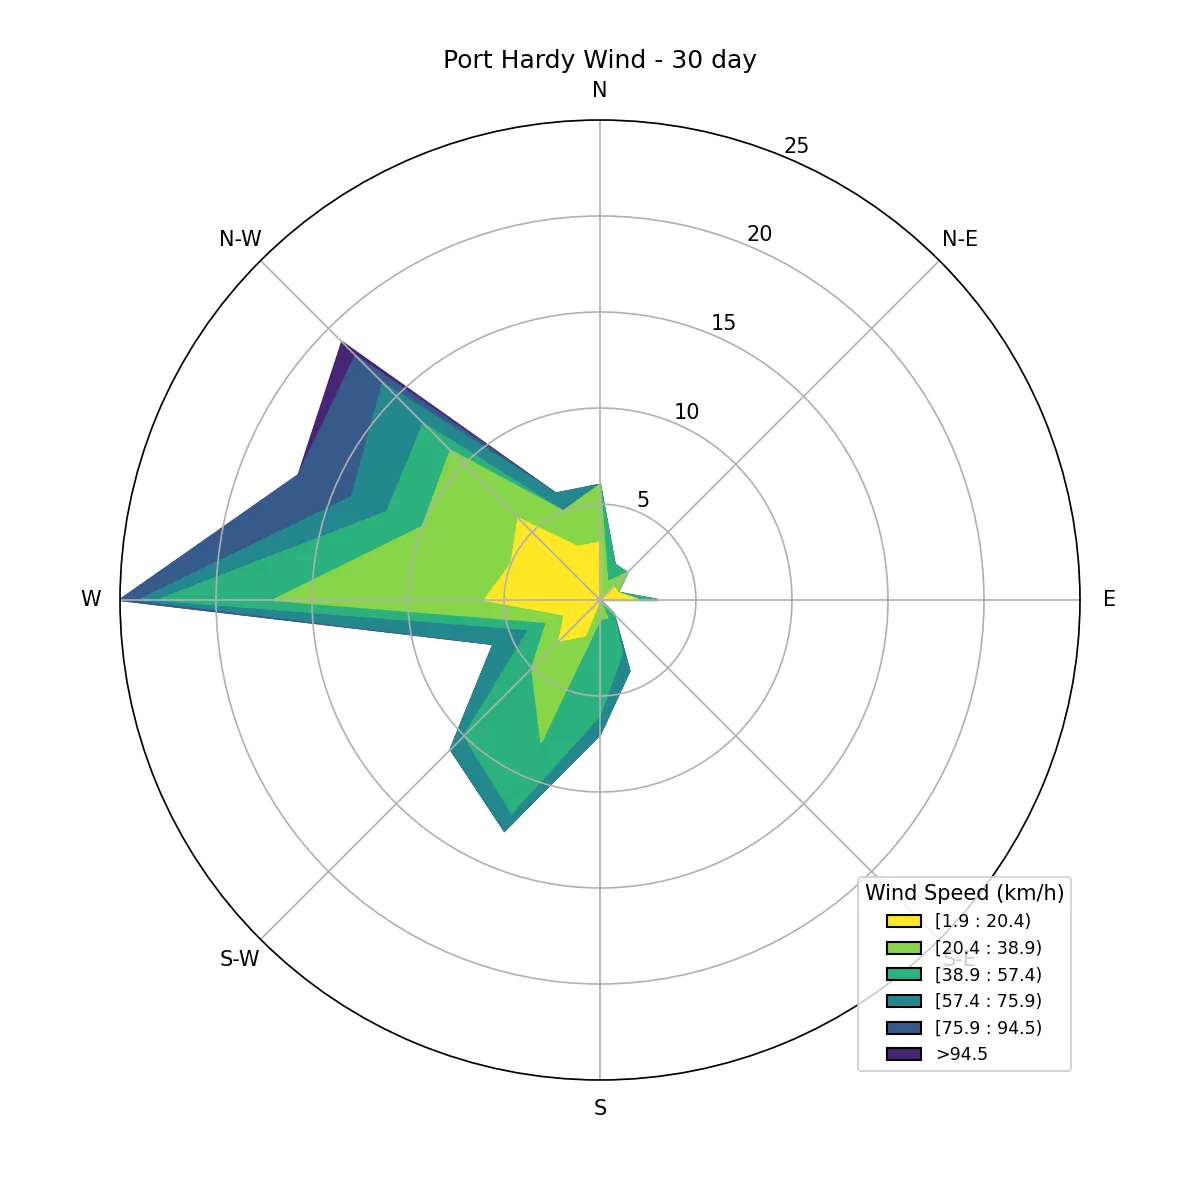 Port Hardy Wind - 30 day
N
25
N-W
N-E
20
15
10
5
W
E
Wind Speed (km/h)
[1.9 : 20.4)
[20.4 : 38.9)
S-W
S-E
[38.9 : 57.4)
[57.4 : 75.9)
[75.9 : 94.5)
>94.5
S